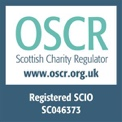 OSCR
Scottish Charity Regulator
www.oscr.org.uk
Registered SCIO
SC046373